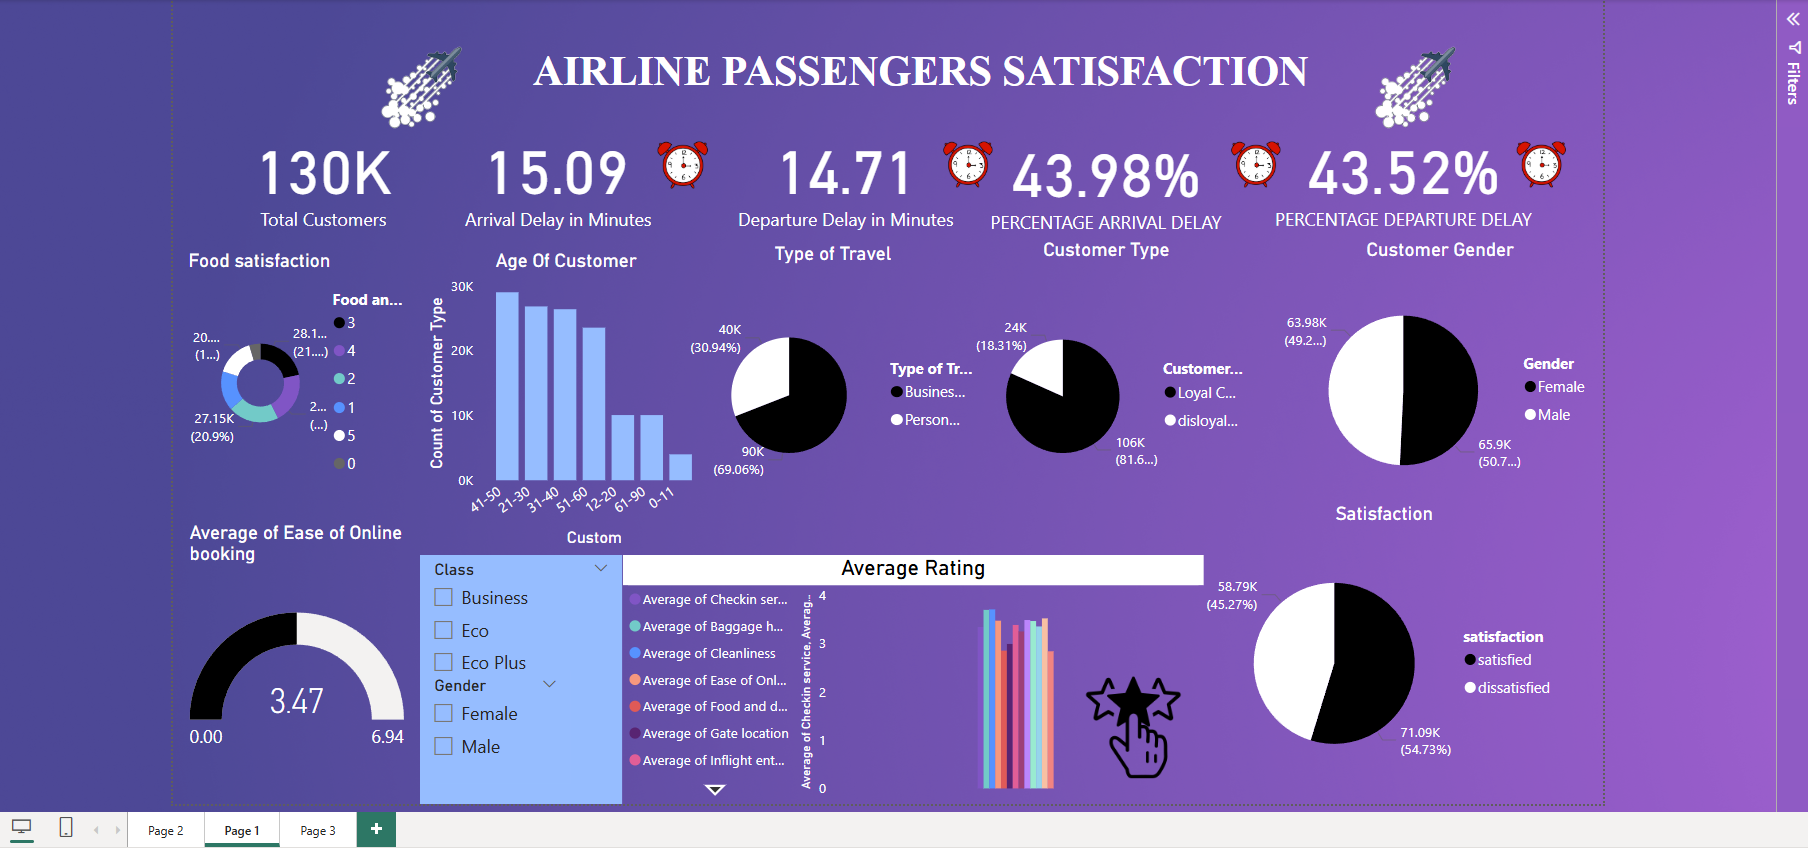 AIRLINE PASSENGERS SATISFACTION
130K
Total Customers
15.09
Arrival Delay in Minutes
14.71
Departure Delay in Minutes
43.98%
PERCENTAGE ARRIVAL DELAY
43.52%
PERCENTAGE DEPARTURE DELAY
Filters
Food satisfaction
Food an...
3
4
2
1
5
0
20....
(1...)
28.1...
(21....)
2...
(...)
27.15K
(20.9%)
Age Of Customer
Count of Customer Type
30K
20K
10K
0K
41-50
21-30
31-40
51-60
12-20
61-90
0-11
Custom
Type of Travel
40K
(30.94%)
90K
(69.06%)
Type of Tr...
Busines...
Person...
Customer Type
24K
(18.31%)
106K
(81.6...)
Customer...
Loyal C...
disloyal...
Customer Gender
63.98K
(49.2...)
65.9K
(50.7...)
Gender
Female
Male
Average of Ease of Online
booking
3.47
0.00
6.94
Class
Business
Eco
Eco Plus
Gender
Female
Male
Average Rating
Average of Checkin ser...
Average of Baggage h...
Average of Cleanliness
Average of Ease of Onl...
Average of Food and d...
Average of Gate location
Average of Inflight ent...
Average of Checkin service, Averag...
4
3
2
1
0
Satisfaction
58.79K
(45.27%)
71.09K
(54.73%)
satisfaction
satisfied
dissatisfied
Page 2
Page 1
Page 3
+